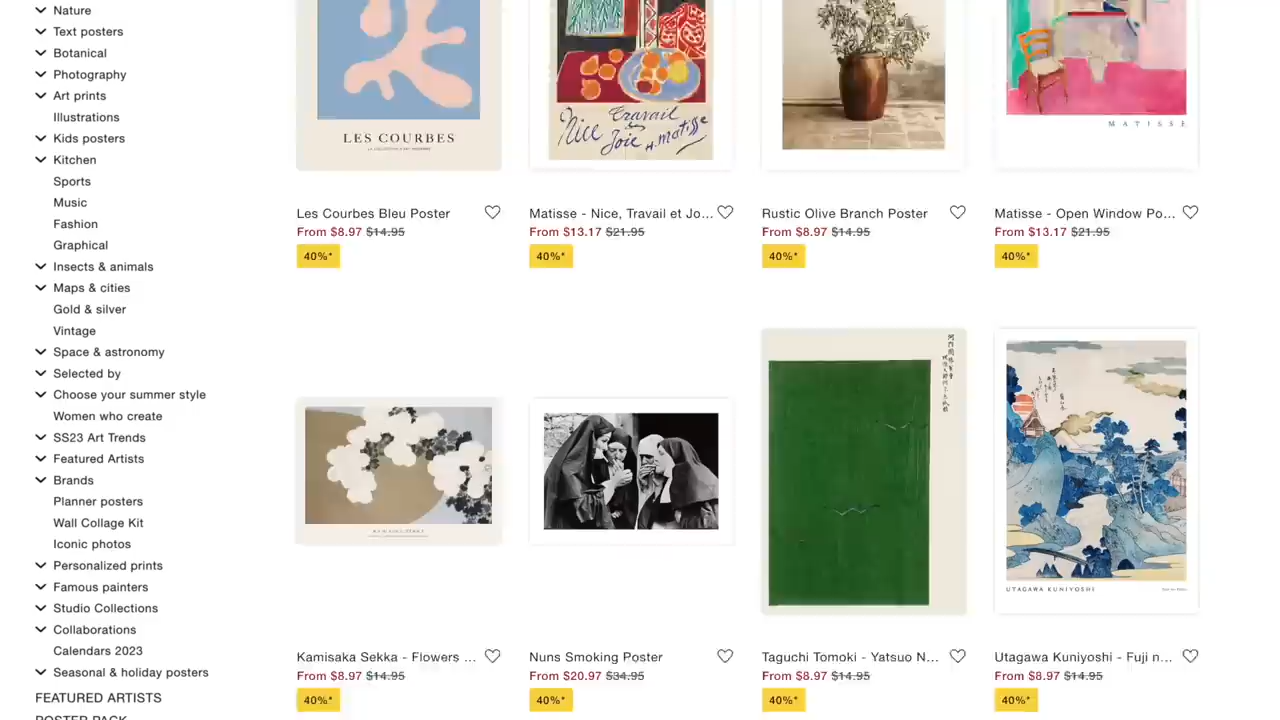 Nature
Text posters
Botanical
Photography
Art prints
Illustrations
Kids posters
Kitchen
Sports
Music
Fashion
Graphical
Insects & animals
Maps & cities
Gold & silver
Vintage
Space & astronomy
Selected by
Choose your summer style
Women who create
SS23 Art Trends
Featured Artists
Brands
Planner posters
Wall Collage Kit
Iconic photos
Personalized prints
Famous painters
Studio Collections
Collaborations
Calendars 2023
Seasonal & holiday posters
FEATURED ARTISTS
POSTER PACK
LES COURBES
Nice
Travail
&
Joie
H. Matisse
MATISSE
Les Courbes Bleu Poster
From $8.97 $14.95
40%*
Matisse - Nice, Travail et Jo...
From $13.17 $21.95
40%*
Rustic Olive Branch Poster
From $8.97 $14.95
40%*
Matisse - Open Window Po...
From $13.17 $21.95
40%*
UTAGAWA KUNIYOSHI
Kamisaka Sekka - Flowers ...
From $8.97 $14.95
40%*
Nuns Smoking Poster
From $20.97 $34.95
40%*
Taguchi Tomoki - Yatsuo N...
From $8.97 $14.95
40%*
Utagawa Kuniyoshi - Fuji n...
From $8.97 $14.95
40%*